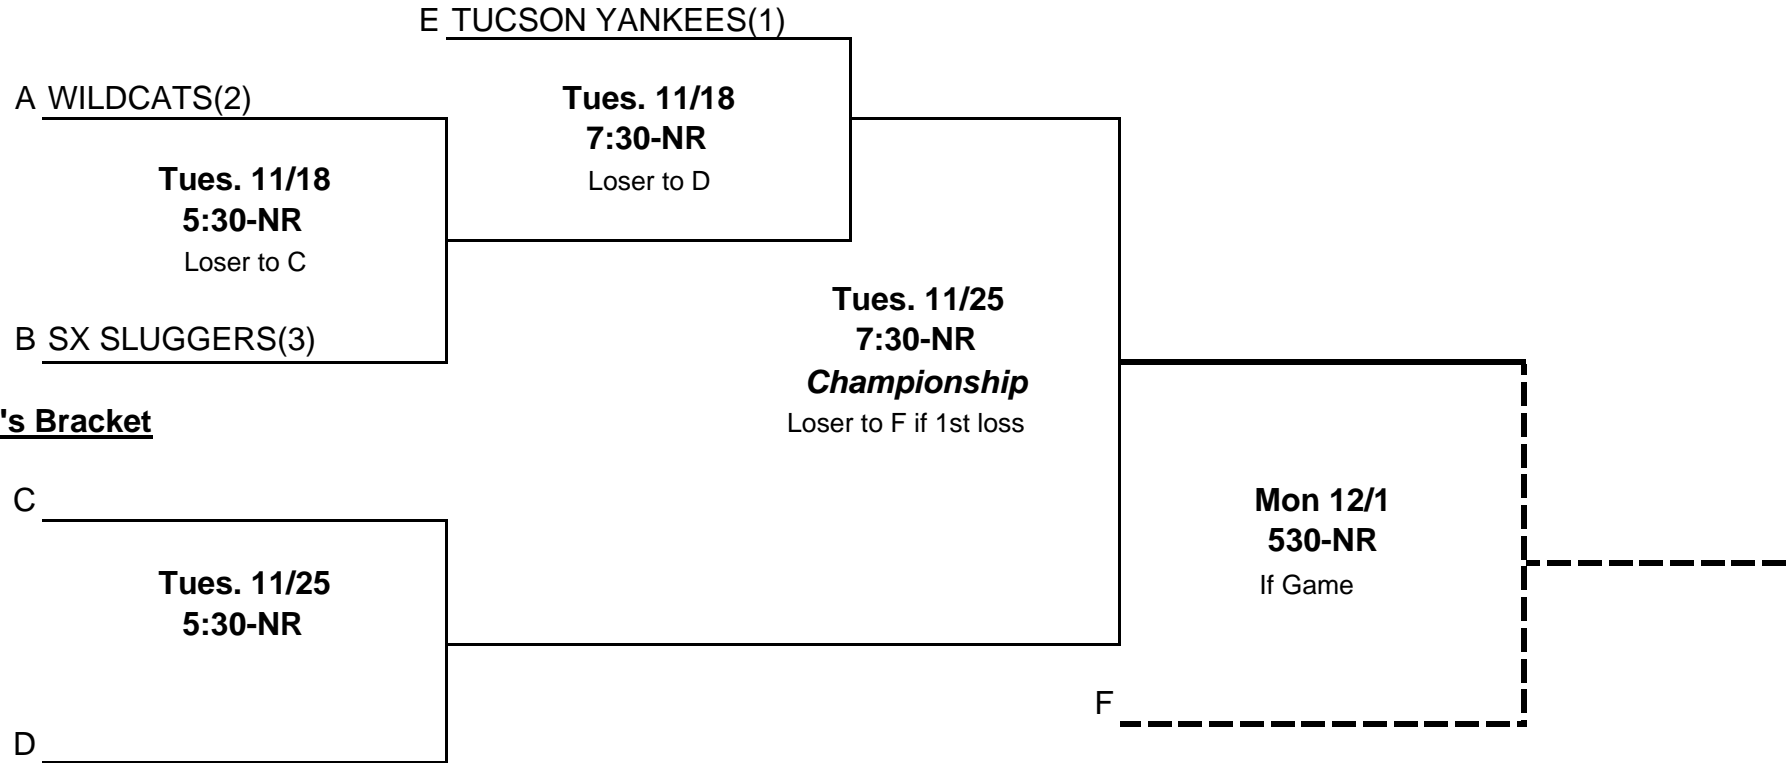 E TUCSON YANKEES(1)
A WILDCATS(2)
Tues. 11/18
7:30-NR
Loser to D
Tues. 11/18
5:30-NR
Loser to C
B SX SLUGGERS(3)
Tues. 11/25
7:30-NR
Championship
Loser to F if 1st loss
's Bracket
C
Tues. 11/25
5:30-NR
D
Mon 12/1
530-NR
If Game
F